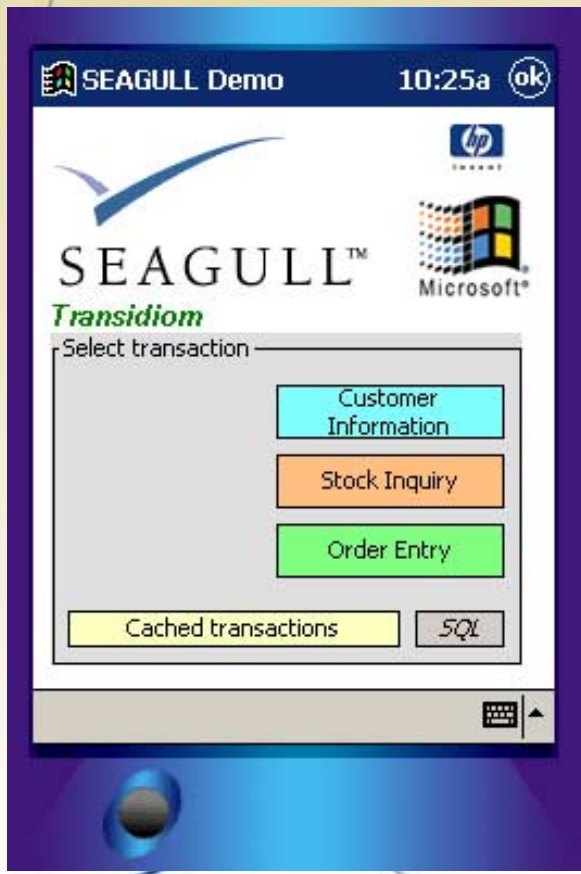 SEAGULL Demo 10:25a ok
hp
invent
SEAGULL™
Microsoft®
Transidiom
Select transaction
Customer
Information
Stock Inquiry
Order Entry
Cached transactions SQL